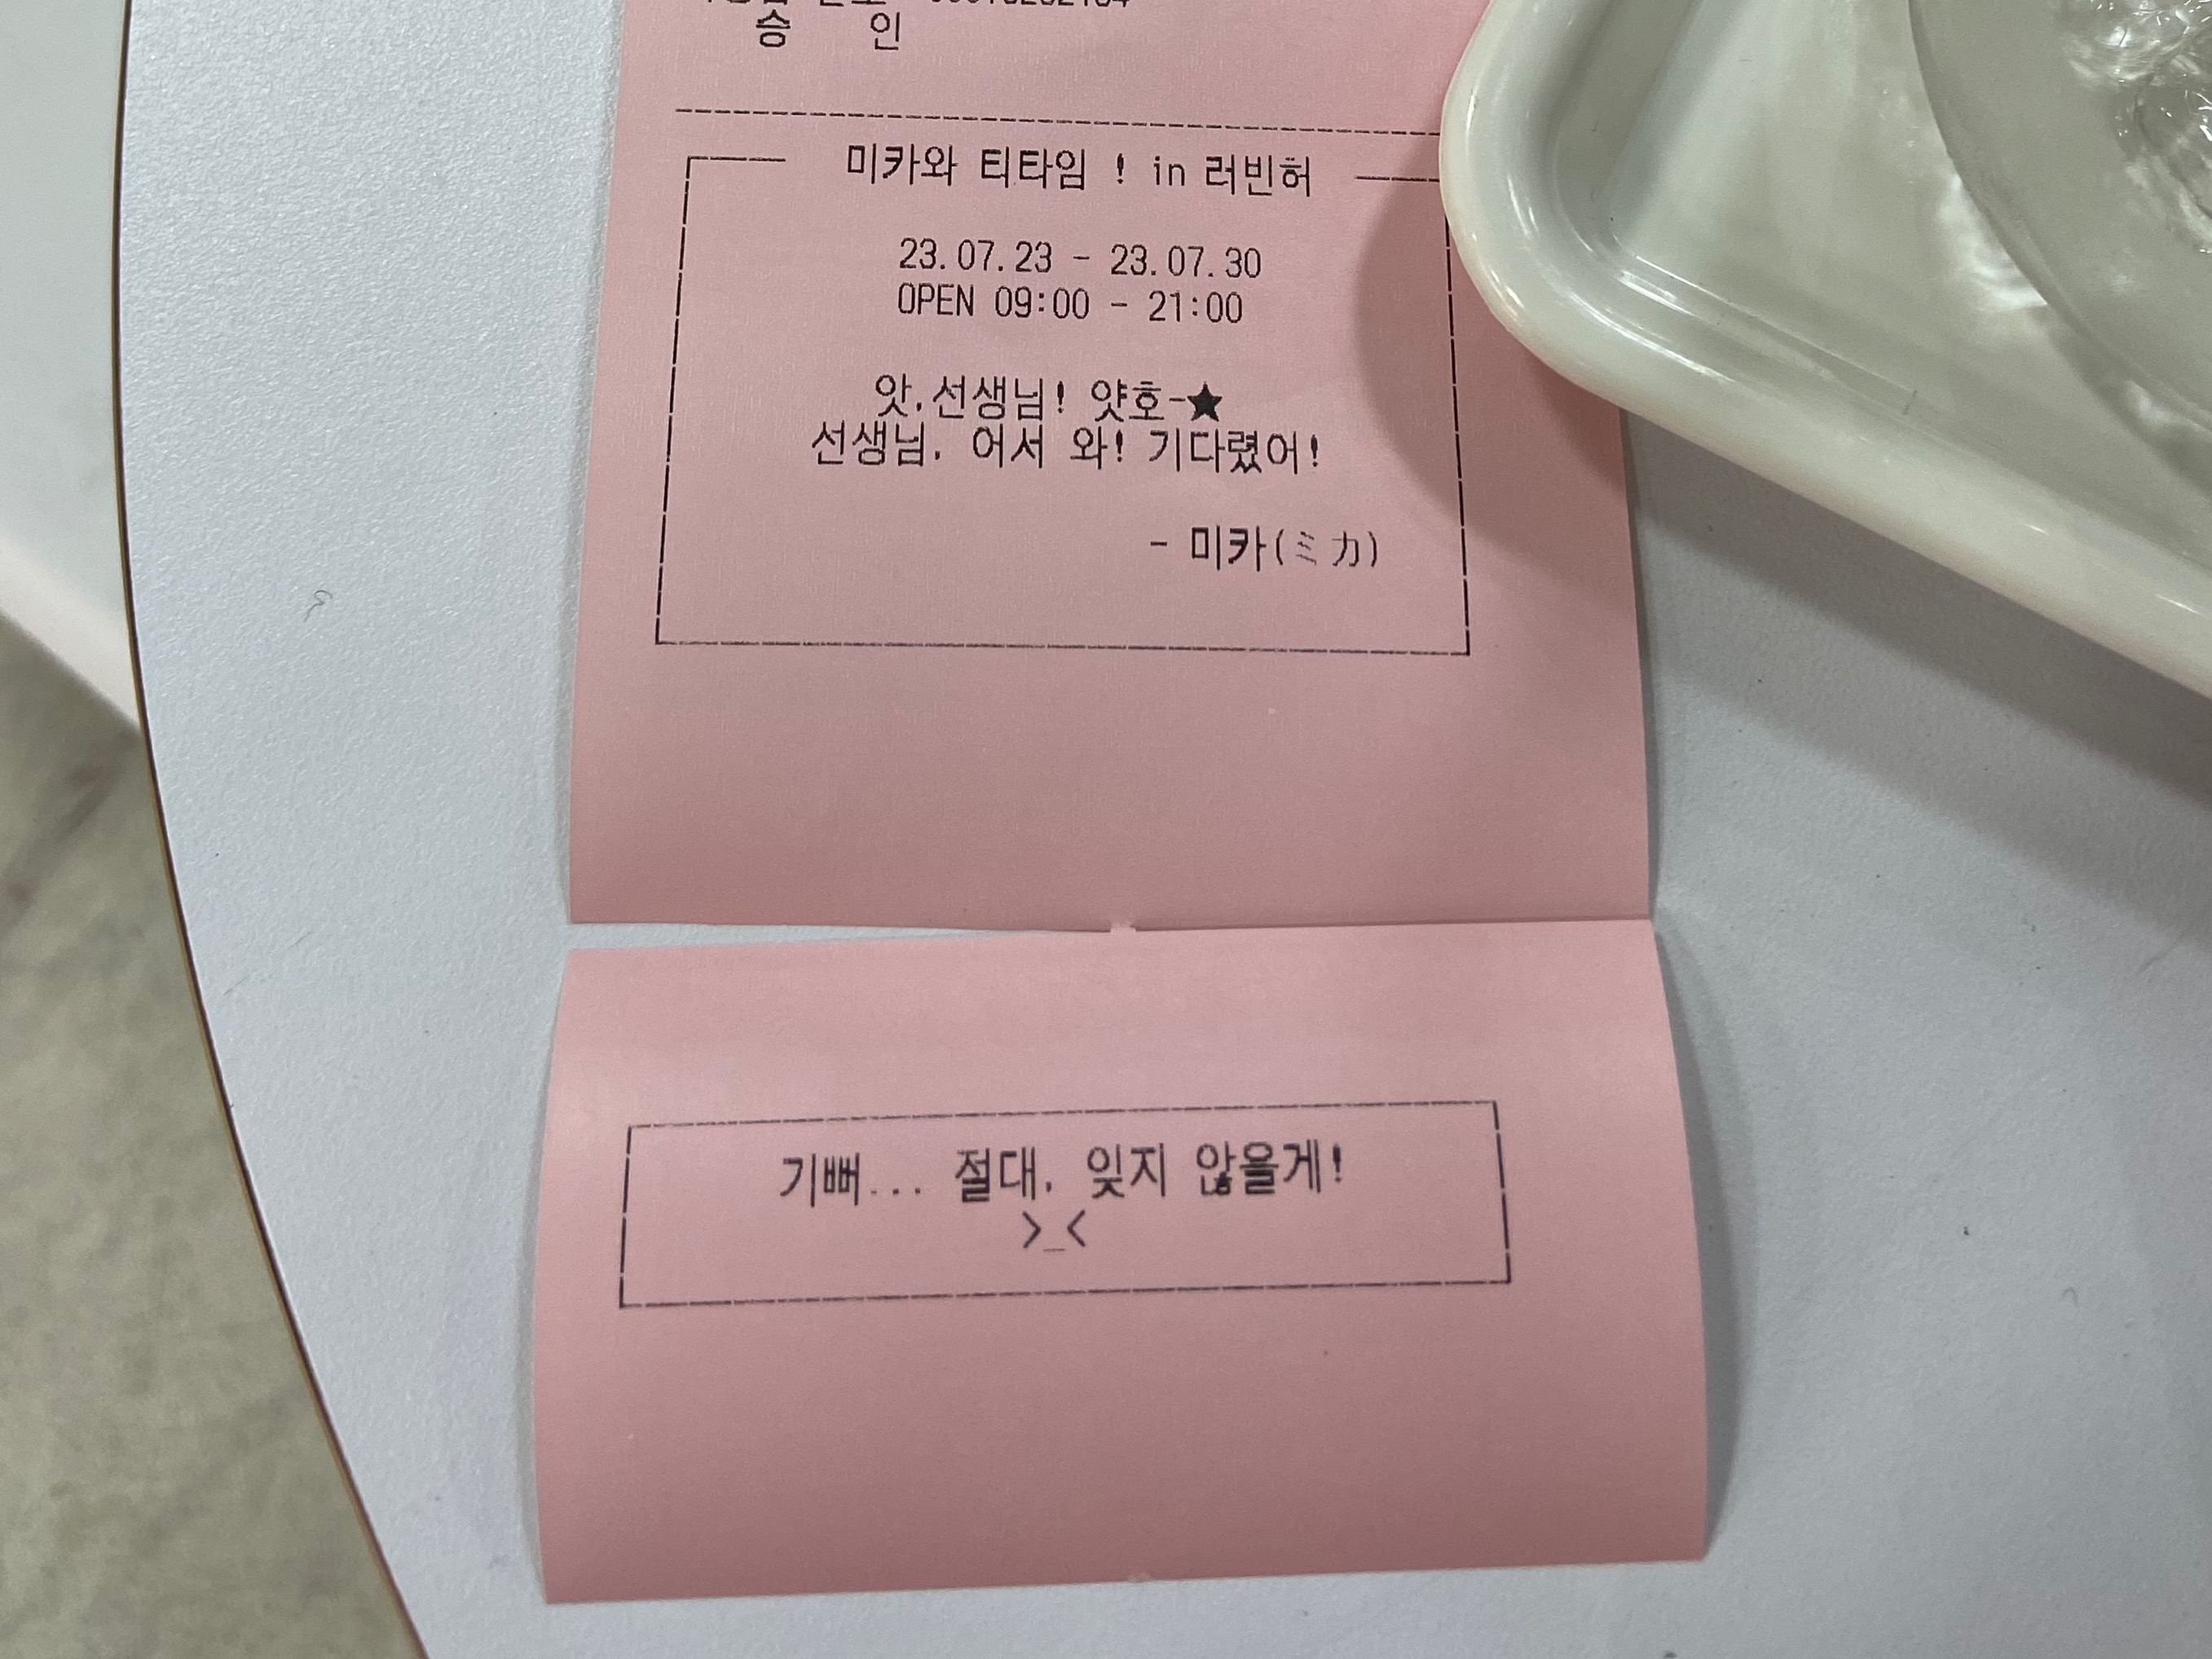 승 인
미카와 티타임 ! in 러빈허
23.07.23 - 23.07.30
OPEN 09:00 - 21:00
앗,선생님! 얏호-★
선생님, 어서 와! 기다렸어!
- 미카(ミカ)
기뻐... 절대, 잊지 않을게!
>_<